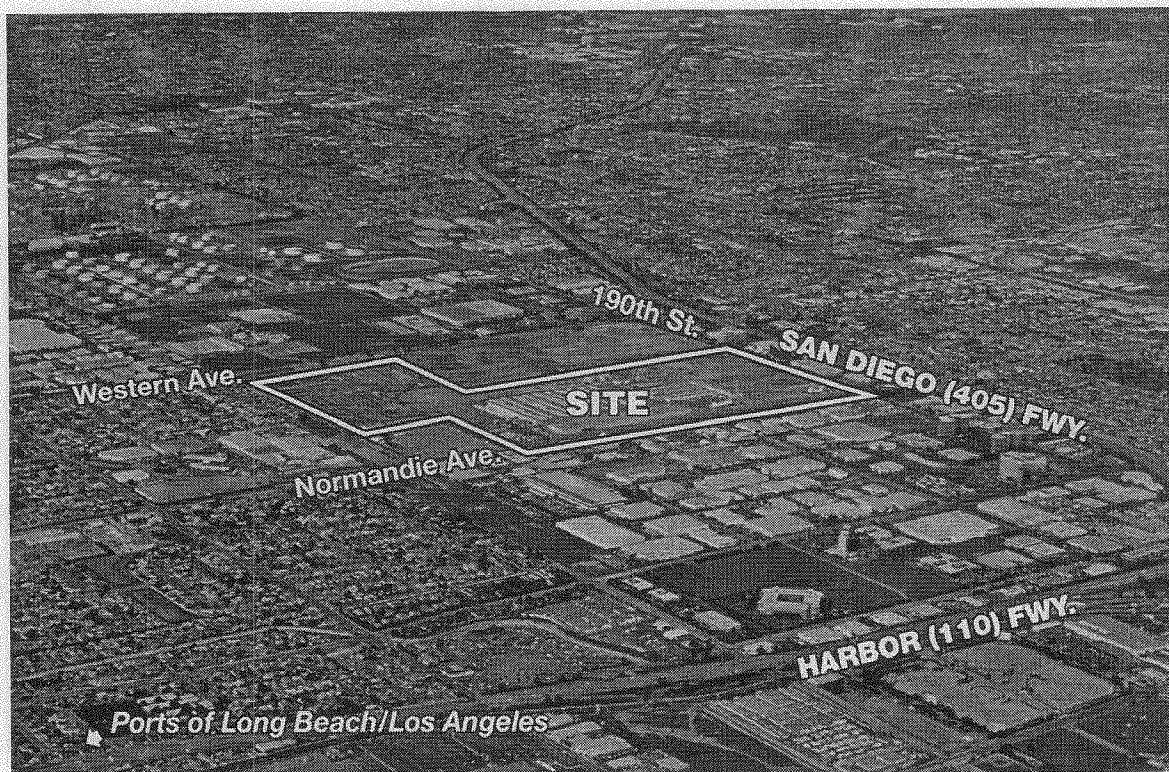 190th St.
SAN DIEGO (405) FWY.
Western Ave.
SITE
Normandie Ave.
HARBOR (110) FWY.
Ports of Long Beach/Los Angeles